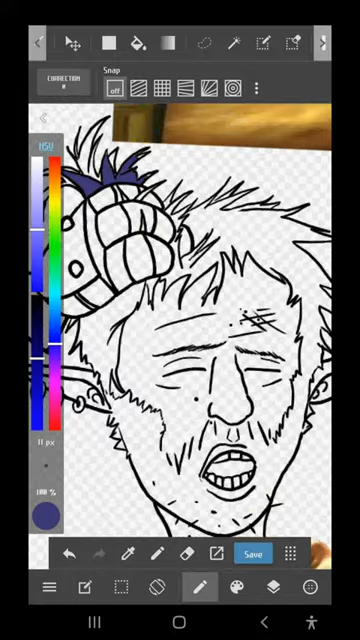 CORRECTION
Snap
off
HSV
11 px
100 %
Save